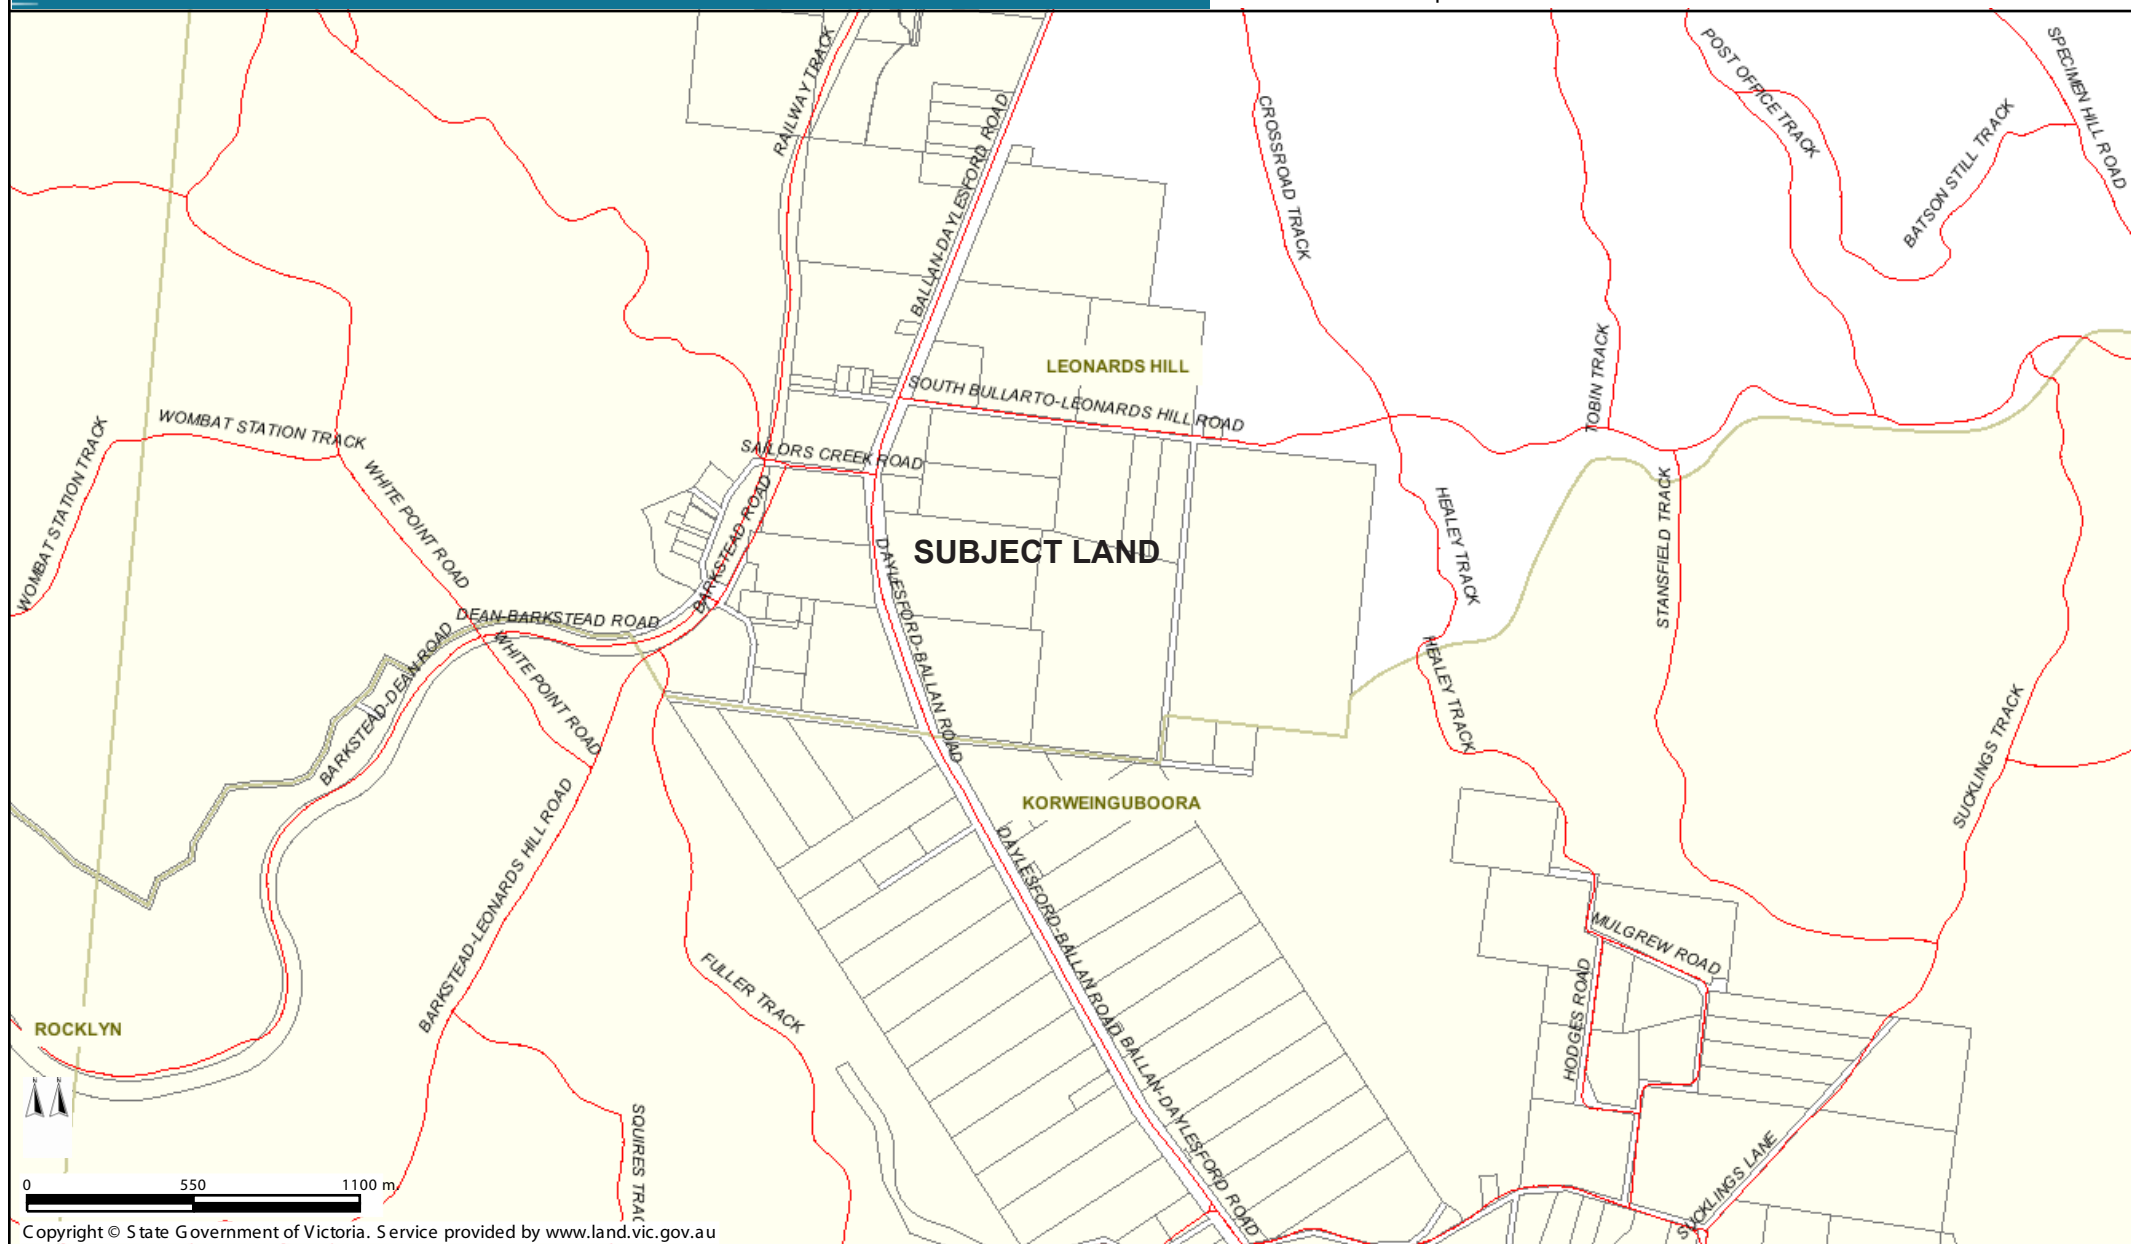 RAILWAY TRACK
BALLAN-DAYLESFORD ROAD
CROSSROAD TRACK
POST OFFICE TRACK
SPECIMEN HILL ROAD
BATSON STILL TRACK
LEONARDS HILL
TOBIN TRACK
SOUTH BULLARTO-LEONARDS HILL ROAD
WOMBAT STATION TRACK
WOMBAT STATION TRACK
SAILORS CREEK ROAD
WHITE POINT ROAD
BARKSTEAD ROAD
HEALEY TRACK
STANSFIELD TRACK
SUBJECT LAND
DAYLESFORD-BALLAN ROAD
DEAN-BARKSTEAD ROAD
WHITE POINT ROAD
BARKSTEAD-DEAN ROAD
HEALEY TRACK
SUCKLINGS TRACK
KORWEINGUBOORA
BARKSTEAD-LEONARDS HILL ROAD
DAYLESFORD-BALLAN ROAD
MULGREW ROAD
FULLER TRACK
HODGES ROAD
ROCKLYN
BALLAN-DAYLESFORD ROAD
SQUIRES TRAC
SUCKLINGS LANE
N N
0 550 1100 m.
Copyright © State Government of Victoria. Service provided by www.land.vic.gov.au